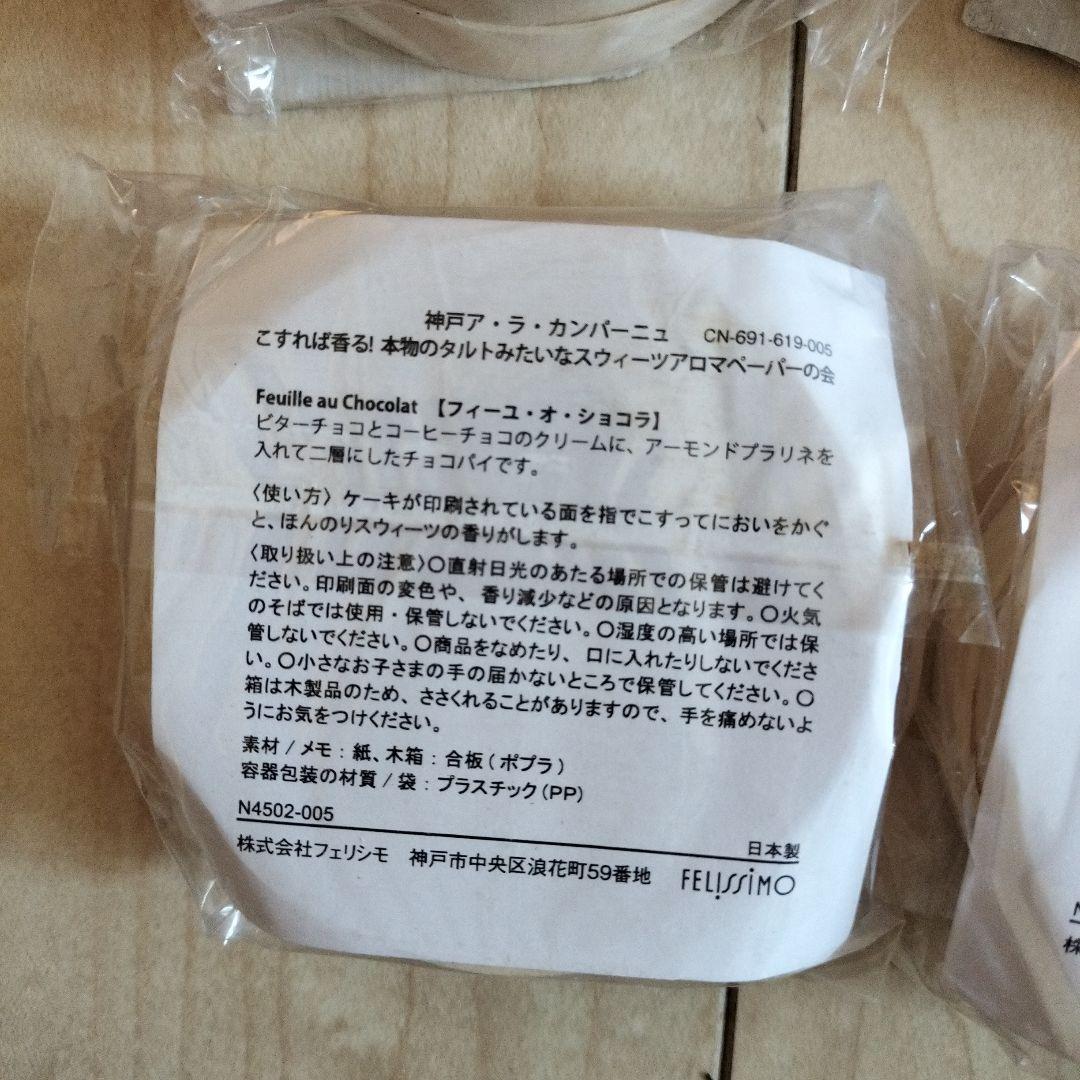 神戸ア・ラ・カンパーニュ CN-691-619-005
こすれば香る! 本物のタルトみたいなスウィーツアロマペーパーの会
Feuille au Chocolat 【フィーユ・オ・ショコラ】
ビターチョコとコーヒーチョコのクリームに、アーモンドプラリネを
入れて二層にしたチョコパイです。
〈使い方〉ケーキが印刷されている面を指でこすってにおいをかぐ
と、ほんのりスウィーツの香りがします。
〈取り扱い上の注意〉○直射日光のあたる場所での保管は避けてく
ださい。印刷面の変色や、香り減少などの原因となります。○火気
のそばでは使用・保管しないでください。○湿度の高い場所では保
管しないでください。○商品をなめたり、口に入れたりしないでくださ
い。○小さなお子さまの手の届かないところで保管してください。○
箱は木製品のため、ささくれることがありますので、手を痛めないよ
うにお気をつけください。
素材/メモ:紙、木箱:合板(ポプラ)
容器包装の材質/袋:プラスチック(PP)
N4502-005
日本製
株式会社フェリシモ 神戸市中央区浪花町59番地 FELISSIMO
N
株